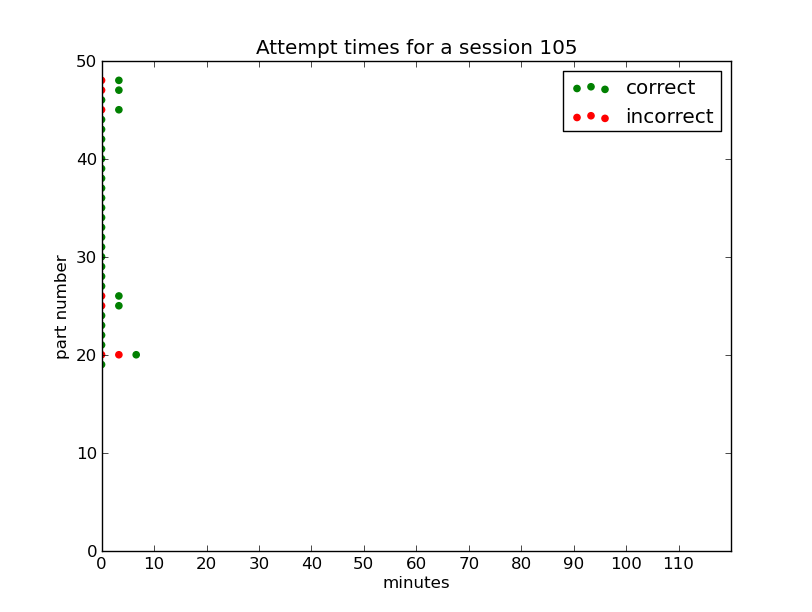 Attempt times for a session 105
50
40
30
20
10
0
part number
correct
incorrect
0 10 20 30 40 50 60 70 80 90 100 110
minutes